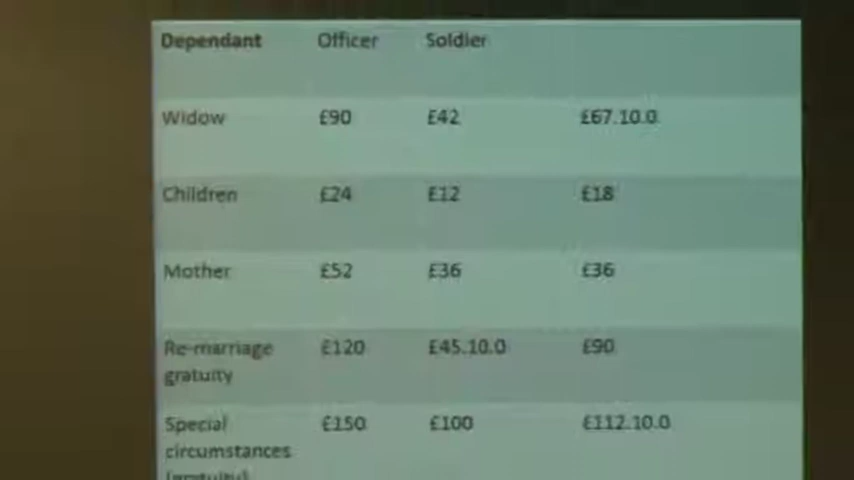 Dependant Officer Soldier
Widow £90 £42 £67.10.0
Children £24 £12 £18
Mother £52 £36 £36
Re-marriage £120 £45.10.0 £90
gratuity
Special £150 £100 £112.10.0
circumstances
(gratuity)